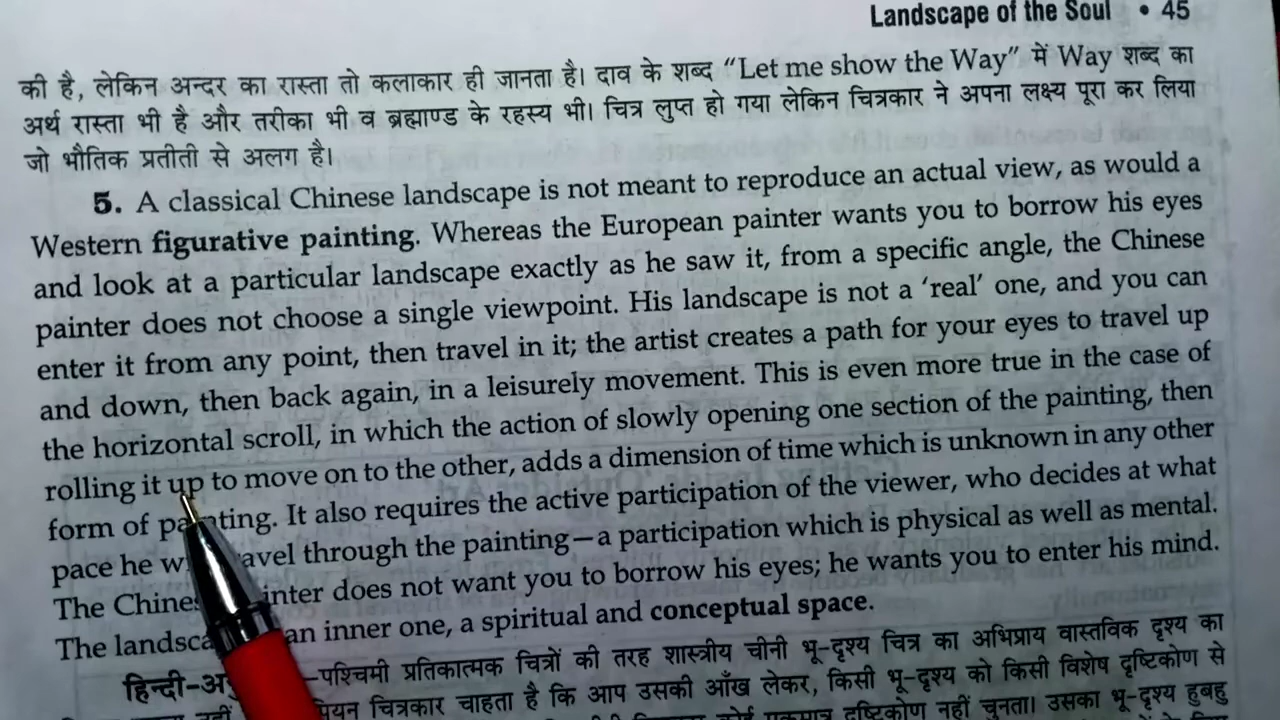 Landscape of the Soul • 45
की है, लेकिन अन्दर का रास्ता तो कलाकार ही जानता है। दाव के शब्द “Let me show the Way” में Way शब्द का
अर्थ रास्ता भी है और तरीका भी व ब्रह्माण्ड के रहस्य भी। चित्र लुप्त हो गया लेकिन चित्रकार ने अपना लक्ष्य पूरा कर लिया
जो भौतिक प्रतीती से अलग है।
5. A classical Chinese landscape is not meant to reproduce an actual view, as would a
Western figurative painting. Whereas the European painter wants you to borrow his eyes
and look at a particular landscape exactly as he saw it, from a specific angle, the Chinese
painter does not choose a single viewpoint. His landscape is not a ‘real’ one, and you can
enter it from any point, then travel in it; the artist creates a path for your eyes to travel up
and down, then back again, in a leisurely movement. This is even more true in the case of
the horizontal scroll, in which the action of slowly opening one section of the painting, then
rolling it up to move on to the other, adds a dimension of time which is unknown in any other
form of painting. It also requires the active participation of the viewer, who decides at what
pace he travel through the painting—a participation which is physical as well as mental.
The Chinese painter does not want you to borrow his eyes; he wants you to enter his mind.
The an inner one, a spiritual and conceptual space.
पश्चिमी प्रतिकात्मक चित्रों की तरह शास्त्रीय चीनी भू-दृश्य चित्र का अभिप्राय वास्तविक दृश्य का
चित्रकार चाहता है कि आप उसकी आँख लेकर, किसी भू-दृश्य को किसी विशेष दृष्टिकोण से
दृष्टिकोण नहीं चुनता। उसका भू-दृश्य हुबहु